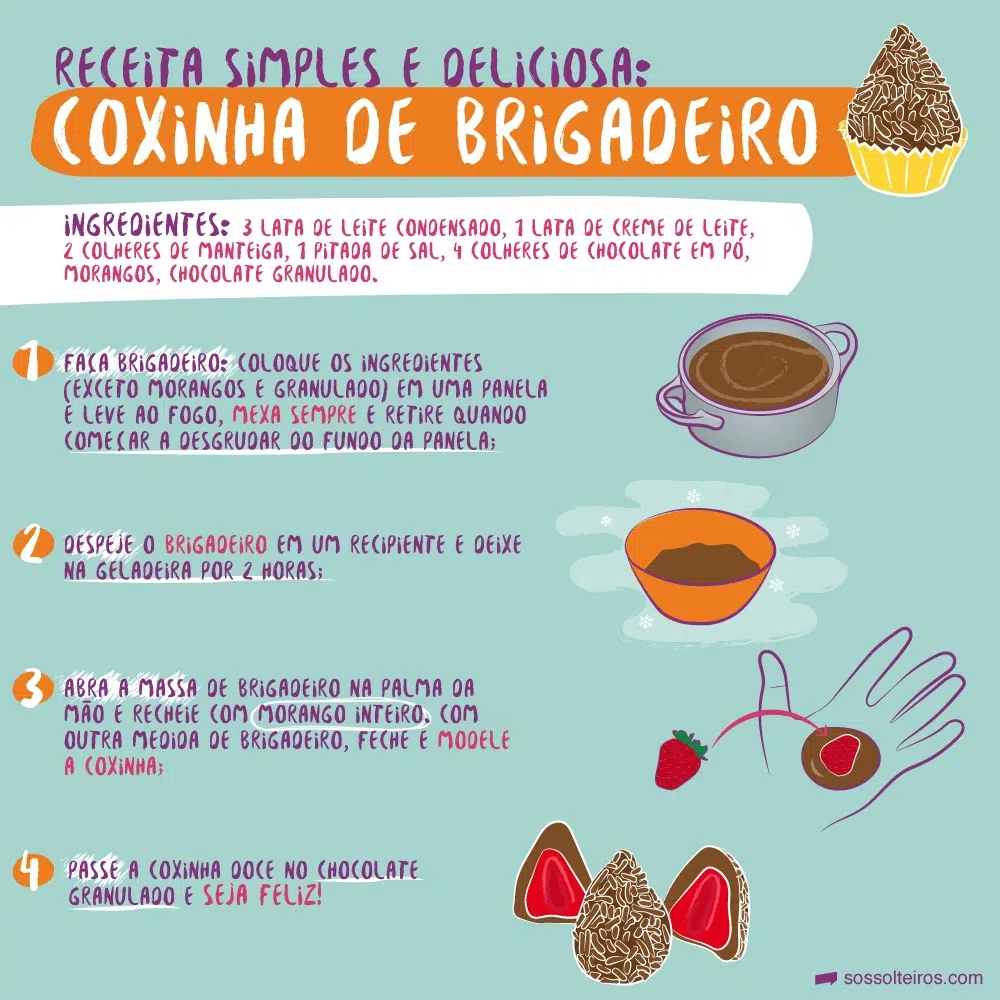 RECEITA SIMPLES E DELICIOSA:
COXINHA DE BRIGADEIRO
INGREDIENTES: 3 LATA DE LEITE CONDENSADO, 1 LATA DE CREME DE LEITE,
2 COLHERES DE MANTEIGA, 1 PITADA DE SAL, 4 COLHERES DE CHOCOLATE EM PÓ,
MORANGOS, CHOCOLATE GRANULADO.
1 FAÇA BRIGADEIRO: COLOQUE OS INGREDIENTES
(EXCETO MORANGOS E GRANULADO) EM UMA PANELA
E LEVE AO FOGO, MEXA SEMPRE E RETIRE QUANDO
COMEÇAR A DESGRUDAR DO FUNDO DA PANELA;
2 DESPEJE O BRIGADEIRO EM UM RECIPIENTE E DEIXE
NA GELADEIRA POR 2 HORAS;
3 ABRA A MASSA DE BRIGADEIRO NA PALMA DA
MÃO E RECHEIE COM MORANGO INTEIRO. COM
OUTRA MEDIDA DE BRIGADEIRO, FECHE E MODELE
A COXINHA;
4 PASSE A COXINHA DOCE NO CHOCOLATE
GRANULADO E SEJA FELIZ!
sossolteiros.com